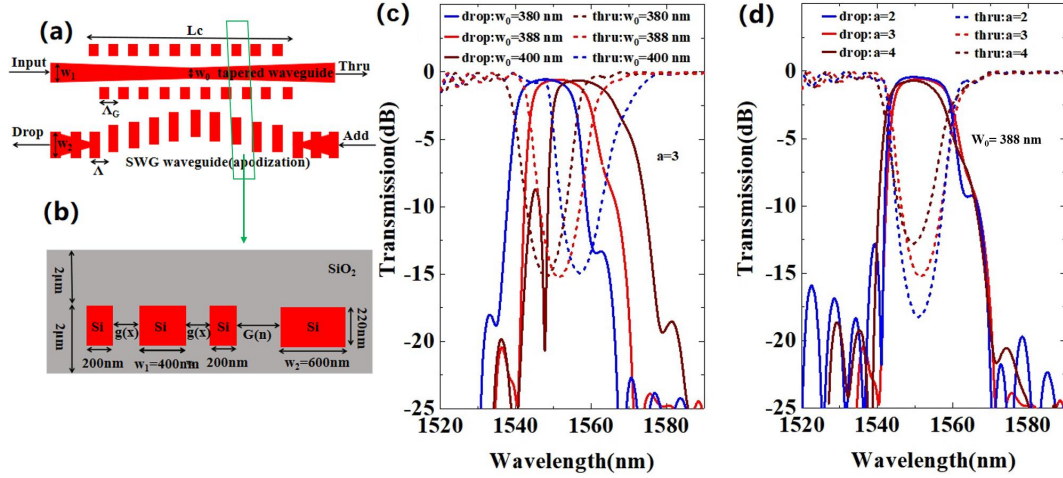 (a)
Lc
Input
w₁
w₀ tapered waveguide
Thru
Λ_G
Drop
w₂
Add
Λ
SWG waveguide(apodization)
(b)
2μm
SiO₂
2μm
Si
g(x)
Si
g(x)
Si
G(n)
Si
220nm
200nm
w₁=400nm
200nm
w₂=600nm
(c)
drop:w₀=380 nm
thru:w₀=380 nm
drop:w₀=388 nm
thru:w₀=388 nm
drop:w₀=400 nm
thru:w₀=400 nm
a=3
Transmission(dB)
0
-5
-10
-15
-20
-25
1520
1540
1560
1580
Wavelength(nm)
(d)
drop:a=2
thru:a=2
drop:a=3
thru:a=3
drop:a=4
thru:a=4
W₀= 388 nm
Transmission(dB)
0
-5
-10
-15
-20
-25
1520
1540
1560
1580
Wavelength(nm)